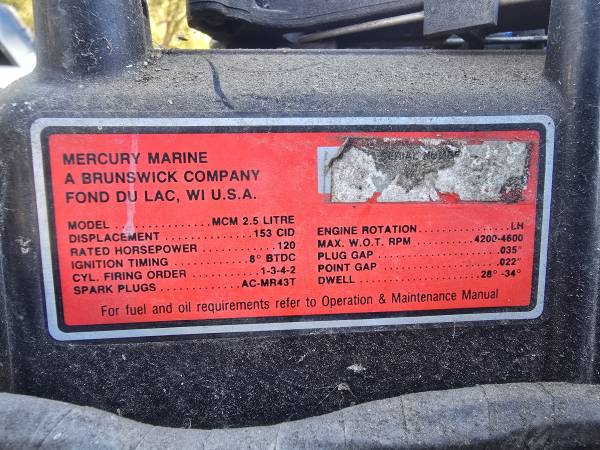 MERCURY MARINE
A BRUNSWICK COMPANY
FOND DU LAC, WI U.S.A.
SERIAL NUMBER
MODEL ................ MCM 2.5 LITRE
DISPLACEMENT ............ 153 CID
RATED HORSEPOWER ............ 120
IGNITION TIMING .......... 8° BTDC
CYL. FIRING ORDER ......... 1-3-4-2
SPARK PLUGS .......... AC-MR43T
ENGINE ROTATION .............. LH
MAX. W.O.T. RPM ........ 4200-4600
PLUG GAP .................... .035"
POINT GAP ................... .022"
DWELL .................. 28° -34°
For fuel and oil requirements refer to Operation & Maintenance Manual